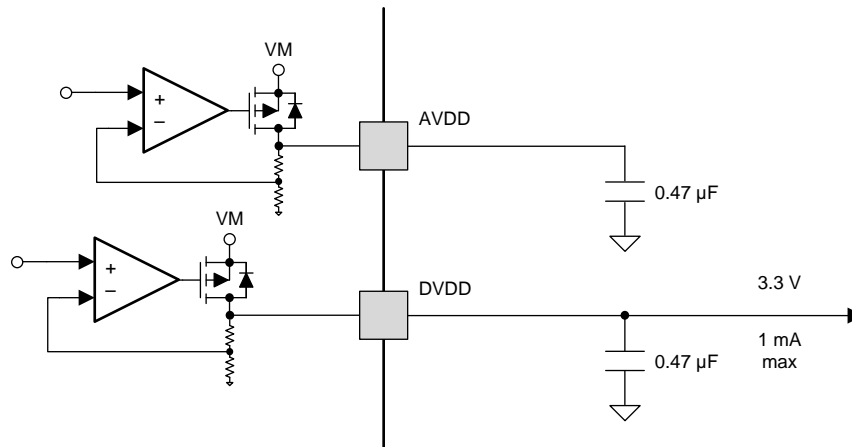 VM
+
−
AVDD
0.47 µF
VM
+
−
DVDD
3.3 V
1 mA
max
0.47 µF